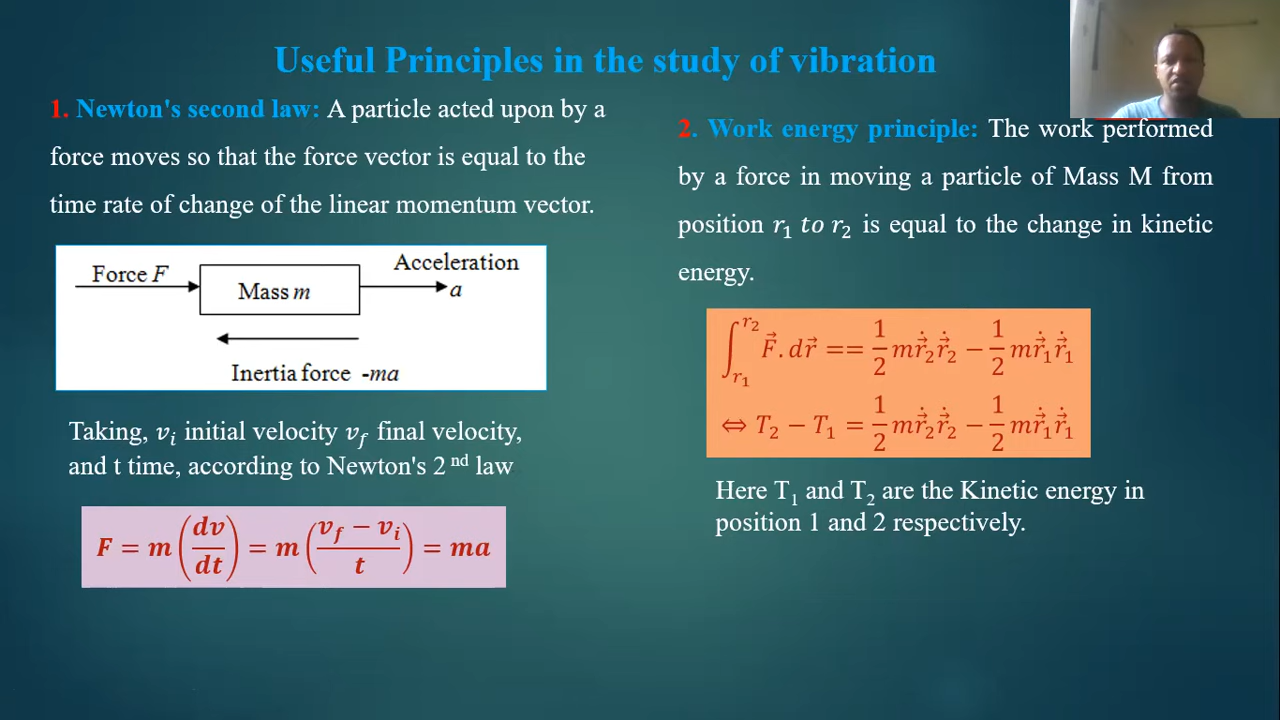 Useful Principles in the study of vibration
1. Newton's second law: A particle acted upon by a
force moves so that the force vector is equal to the
time rate of change of the linear momentum vector.
Force F
Mass m
Acceleration
a
Inertia force -ma
Taking, v_i initial velocity v_f final velocity,
and t time, according to Newton's 2 nd law
F = m (dv/dt) = m ((v_f − v_i)/t) = ma
2. Work energy principle: The work performed
by a force in moving a particle of Mass M from
position r₁ to r₂ is equal to the change in kinetic
energy.
∫_{r₁}^{r₂} F⃗ . dr⃗ == 1/2 m ṙ⃗₂ ṙ⃗₂ − 1/2 m ṙ⃗₁ ṙ⃗₁
⇔ T₂ − T₁ = 1/2 m ṙ⃗₂ ṙ⃗₂ − 1/2 m ṙ⃗₁ ṙ⃗₁
Here T₁ and T₂ are the Kinetic energy in
position 1 and 2 respectively.